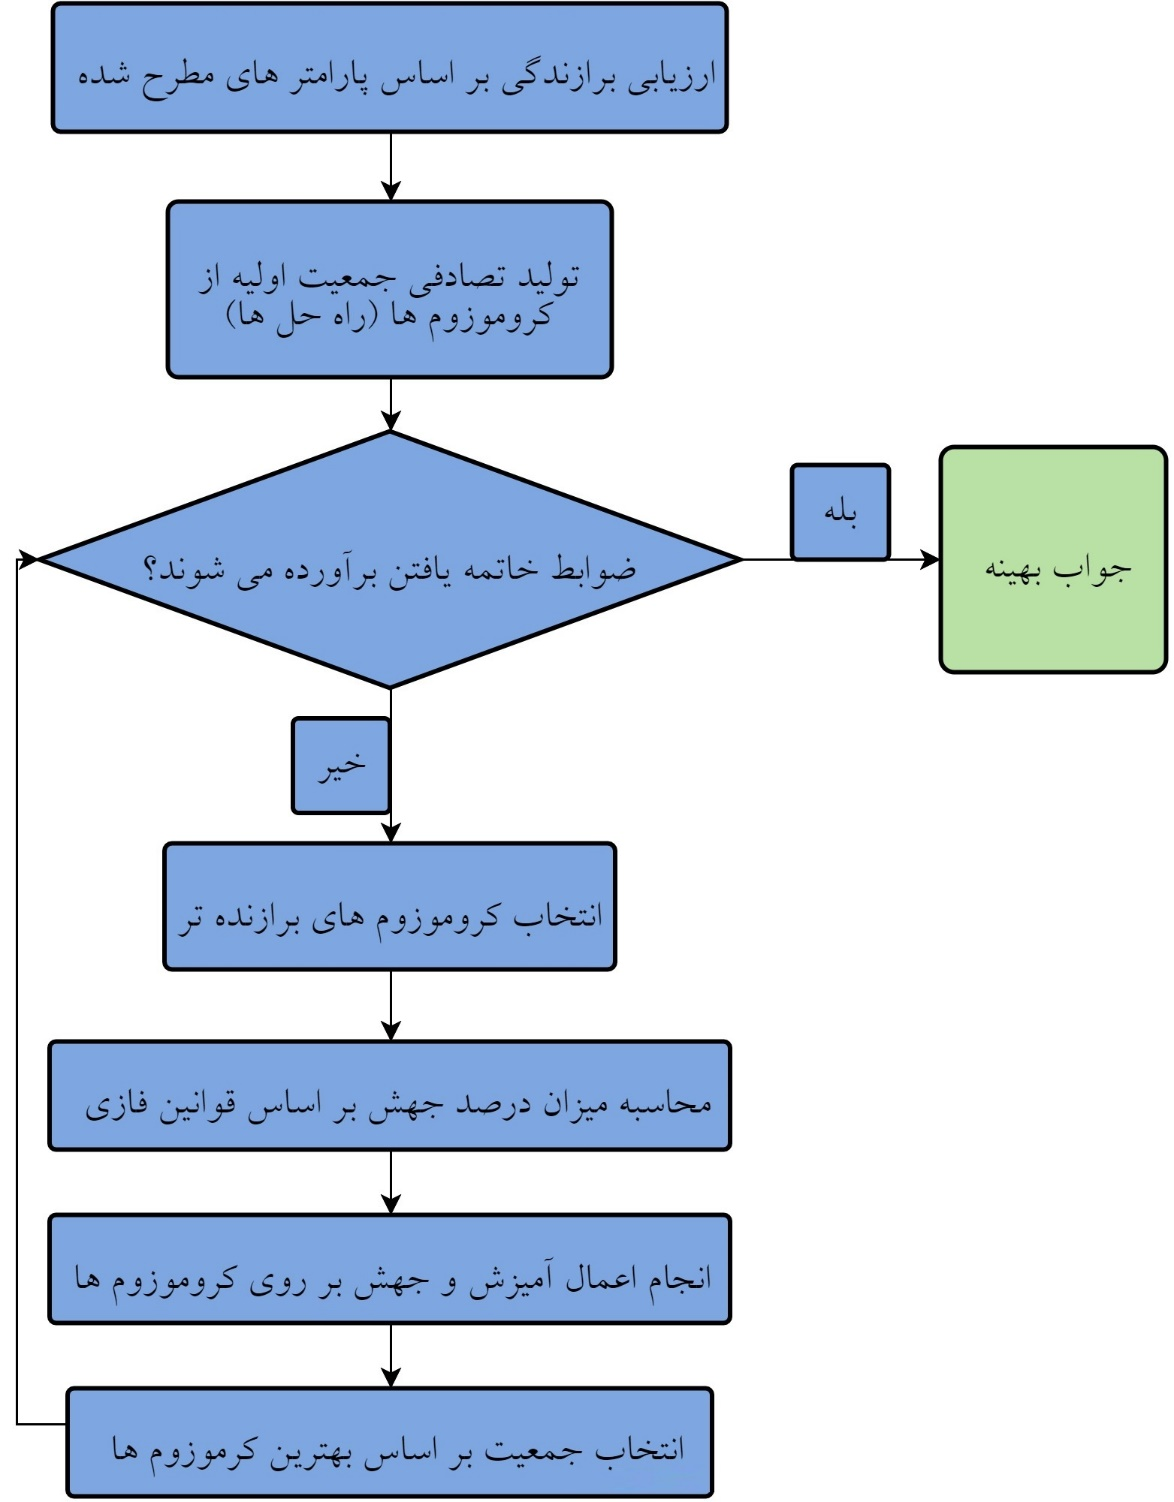 ارزیابی برازندگی بر اساس پارامتر های مطرح شده
تولید تصادفی جمعیت اولیه از
کروموزوم ها (راه حل ها)
ضوابط خاتمه یافتن برآورده می شوند؟
بله
جواب بهینه
خیر
انتخاب کروموزوم های برازنده تر
محاسبه میزان درصد جهش بر اساس قوانین فازی
انجام اعمال آمیزش و جهش بر روی کروموزوم ها
انتخاب جمعیت بر اساس بهترین کرموزوم ها